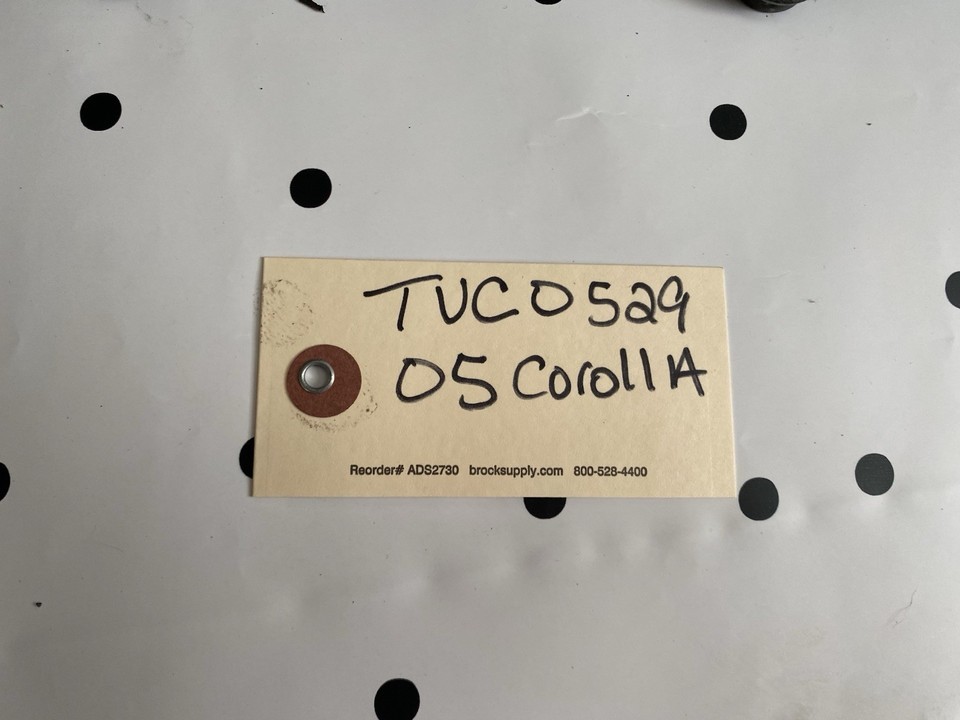 TUC0529
05 CorollA
Reorder# ADS2730 brocksupply.com 800-528-4400